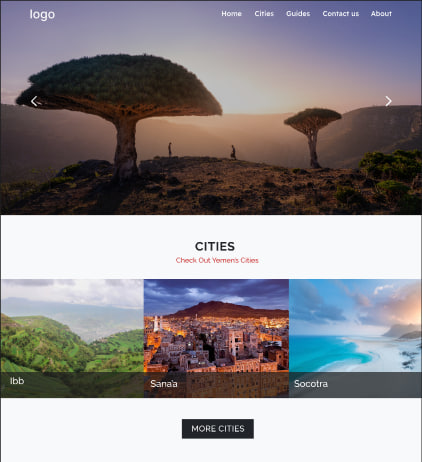 logo Home Cities Guides Contact us About
CITIES
Check Out Yemen's Cities
Ibb
Sana'a
Socotra
MORE CITIES